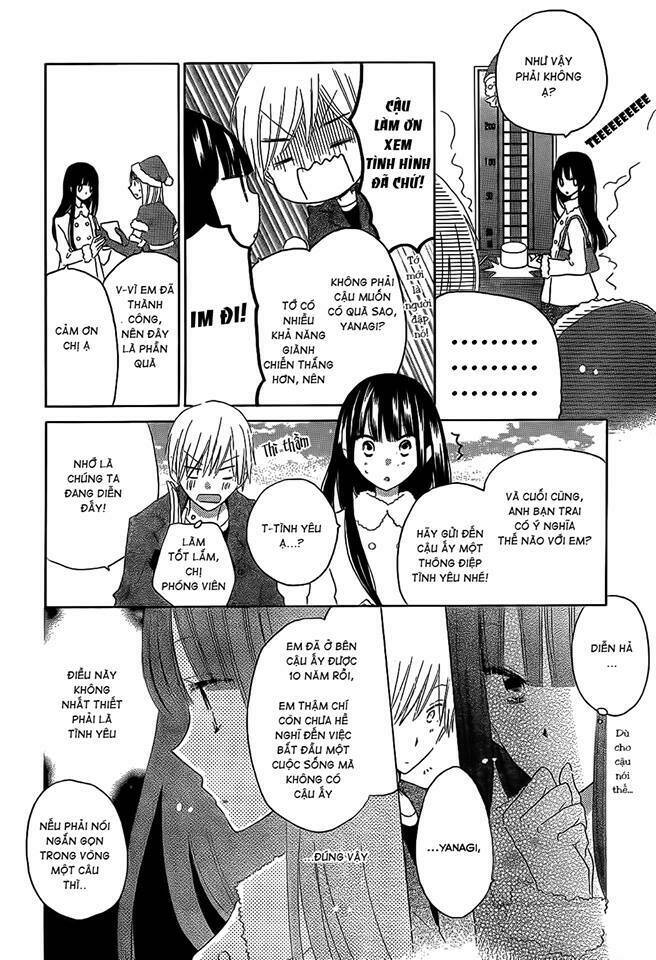 NHƯ VẬY
PHẢI KHÔNG
Ạ?
TEEEEEEEEEE
.........
.........
.........
CẬU
LÀM ƠN
XEM
TÌNH HÌNH
ĐÃ CHỨ!
Tớ
mới
là
người
đập
nó!
KHÔNG PHẢI
CẬU MUỐN
CÓ QUÀ SAO,
YANAGI?
TỚ CÓ
NHIỀU
KHẢ NĂNG
GIÀNH
CHIẾN THẮNG
HƠN, NÊN
IM ĐI!
V-VÌ EM ĐÃ
THÀNH
CÔNG,
NÊN ĐÂY
LÀ PHẦN
QUÀ
CẢM ƠN
CHỊ Ạ
VÀ CUỐI CÙNG,
ANH BẠN TRAI
CÓ Ý NGHĨA
THẾ NÀO VỚI EM?
HÃY GỬI ĐẾN
CẬU ẤY MỘT
THÔNG ĐIỆP
TÌNH YÊU NHÉ!
T-TÌNH YÊU
Ạ...?
Thì thầm
NHỚ LÀ
CHÚNG TA
ĐANG DIỄN
ĐẤY!
LÀM
TỐT LẮM,
CHỊ
PHÓNG VIÊN
DIỄN HẢ
...
Dù
cho
cậu
nói
thế...
...YANAGI,
EM ĐÃ Ở BÊN
CẬU ẤY ĐƯỢC
10 NĂM RỒI,
EM THẬM CHÍ
CÒN CHƯA HỀ
NGHĨ ĐẾN VIỆC
BẮT ĐẦU MỘT
CUỘC SỐNG MÀ
KHÔNG CÓ
CẬU ẤY
...ĐÚNG VẬY
ĐIỀU NÀY
KHÔNG
NHẤT THIẾT
PHẢI LÀ
TÌNH YÊU
NẾU PHẢI NÓI
NGẮN GỌN
TRONG VÒNG
MỘT CÂU
THÌ..